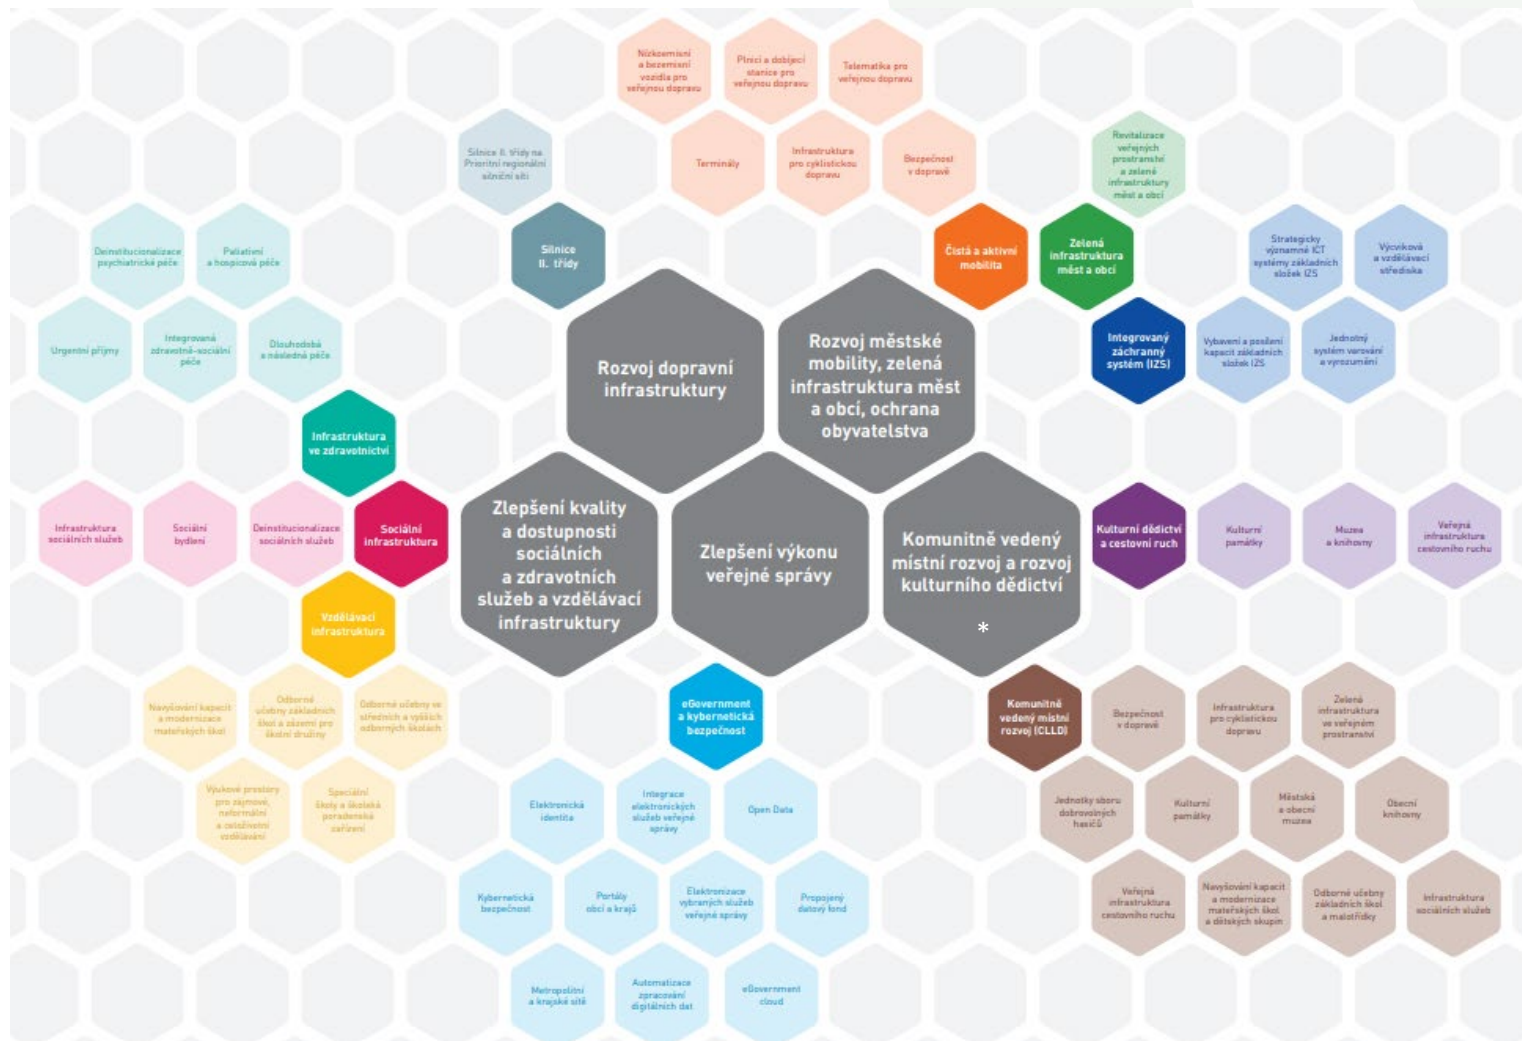 Nízkoemisní
a bezemisní
vozidla pro
veřejnou dopravu
Plnicí a dobíjecí
stanice pro
veřejnou dopravu
Telematika pro
veřejnou dopravu
Silnice II. třídy na
Prioritní regionální
silniční síti
Terminály
Infrastruktura
pro cyklistickou
dopravu
Bezpečnost
v dopravě
Revitalizace
veřejných
prostranství
a zelené
infrastruktury
měst a obcí
Deinstitucionalizace
psychiatrické péče
Paliativní
a hospicová péče
Silnice
II. třídy
Čistá a aktivní
mobilita
Zelená
infrastruktura
měst a obcí
Strategicky
významné ICT
systémy základních
složek IZS
Výcviková
a vzdělávací
střediska
Urgentní příjmy
Integrovaná
zdravotně-sociální
péče
Dlouhodobá
a následná péče
Rozvoj dopravní
infrastruktury
Rozvoj městské
mobility, zelená
infrastruktura měst
a obcí, ochrana
obyvatelstva
Integrovaný
záchranný
systém (IZS)
Vybavení a posílení
kapacit základních
složek IZS
Jednotný
systém varování
a vyrozumění
Infrastruktura
ve zdravotnictví
Infrastruktura
sociálních služeb
Sociální
bydlení
Deinstitucionalizace
sociálních služeb
Sociální
infrastruktura
Zlepšení kvality
a dostupnosti
sociálních
a zdravotních
služeb a vzdělávací
infrastruktury
Zlepšení výkonu
veřejné správy
Komunitně vedený
místní rozvoj a rozvoj
kulturního dědictví
*
Kulturní dědictví
a cestovní ruch
Kulturní
památky
Muzea
a knihovny
Veřejná
infrastruktura
cestovního ruchu
Vzdělávací
infrastruktura
Navyšování kapacit
a modernizace
mateřských škol
Odborné
učebny základních
škol a zázemí pro
školní družiny
Odborné učebny ve
středních a vyšších
odborných školách
eGovernment
a kybernetická
bezpečnost
Komunitně
vedený místní
rozvoj (CLLD)
Bezpečnost
v dopravě
Infrastruktura
pro cyklistickou
dopravu
Zelená
infrastruktura
ve veřejném
prostranství
Výukové prostory
pro zájmové,
neformální
a celoživotní
vzdělávání
Speciální
školy a školská
poradenská
zařízení
Elektronická
identita
Integrace
elektronických
služeb veřejné
správy
Open Data
Jednotky sboru
dobrovolných
hasičů
Kulturní
památky
Městská
a obecní
muzea
Obecní
knihovny
Kybernetická
bezpečnost
Portály
obcí a krajů
Elektronizace
vybraných služeb
veřejné správy
Propojený
datový fond
Veřejná
infrastruktura
cestovního ruchu
Navyšování kapacit
a modernizace
mateřských škol
a dětských skupin
Odborné učebny
základních škol
a malotřídky
Infrastruktura
sociálních služeb
Metropolitní
a krajské sítě
Automatizace
zpracování
digitálních dat
eGovernment
cloud